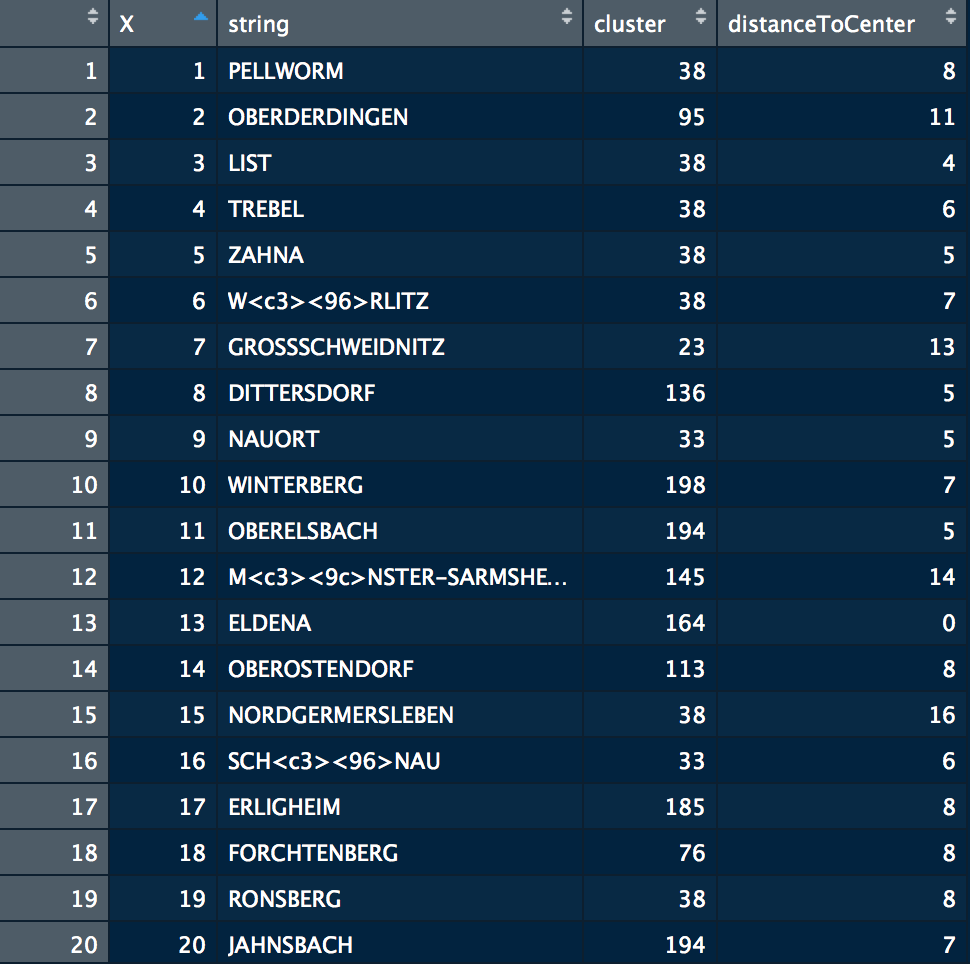 X string cluster distanceToCenter
1 1 PELLWORM 38 8
2 2 OBERDERDINGEN 95 11
3 3 LIST 38 4
4 4 TREBEL 38 6
5 5 ZAHNA 38 5
6 6 W<c3><96>RLITZ 38 7
7 7 GROSSSCHWEIDNITZ 23 13
8 8 DITTERSDORF 136 5
9 9 NAUORT 33 5
10 10 WINTERBERG 198 7
11 11 OBERELSBACH 194 5
12 12 M<c3><9c>NSTER-SARMSHE... 145 14
13 13 ELDENA 164 0
14 14 OBEROSTENDORF 113 8
15 15 NORDGERMERSLEBEN 38 16
16 16 SCH<c3><96>NAU 33 6
17 17 ERLIGHEIM 185 8
18 18 FORCHTENBERG 76 8
19 19 RONSBERG 38 8
20 20 JAHNSBACH 194 7